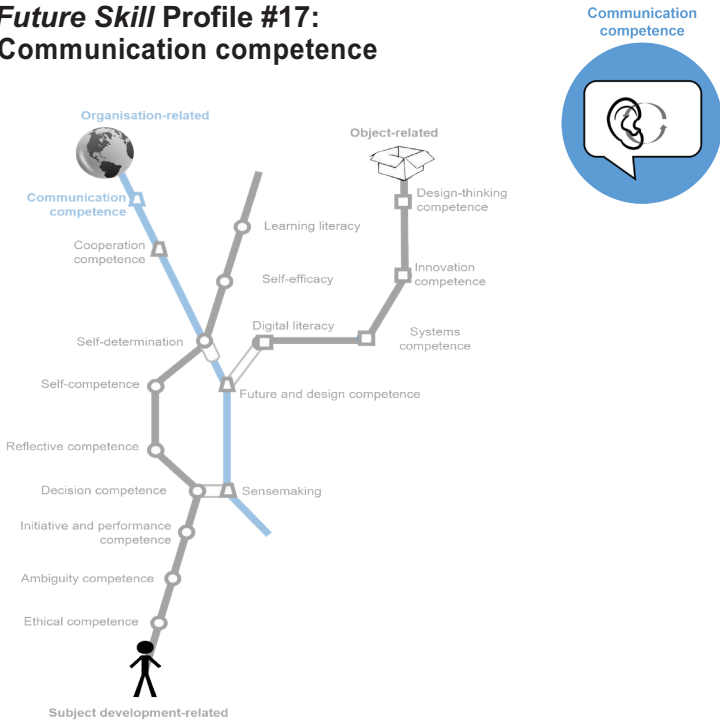 Future Skill Profile #17:
Communication competence
Communication
competence
Organisation-related
Object-related
Communication
competence
Design-thinking
competence
Learning literacy
Cooperation
competence
Self-efficacy
Innovation
competence
Digital literacy
Systems
competence
Self-determination
Self-competence
Future and design competence
Reflective competence
Decision competence
Sensemaking
Initiative and performance
competence
Ambiguity competence
Ethical competence
Subject development-related